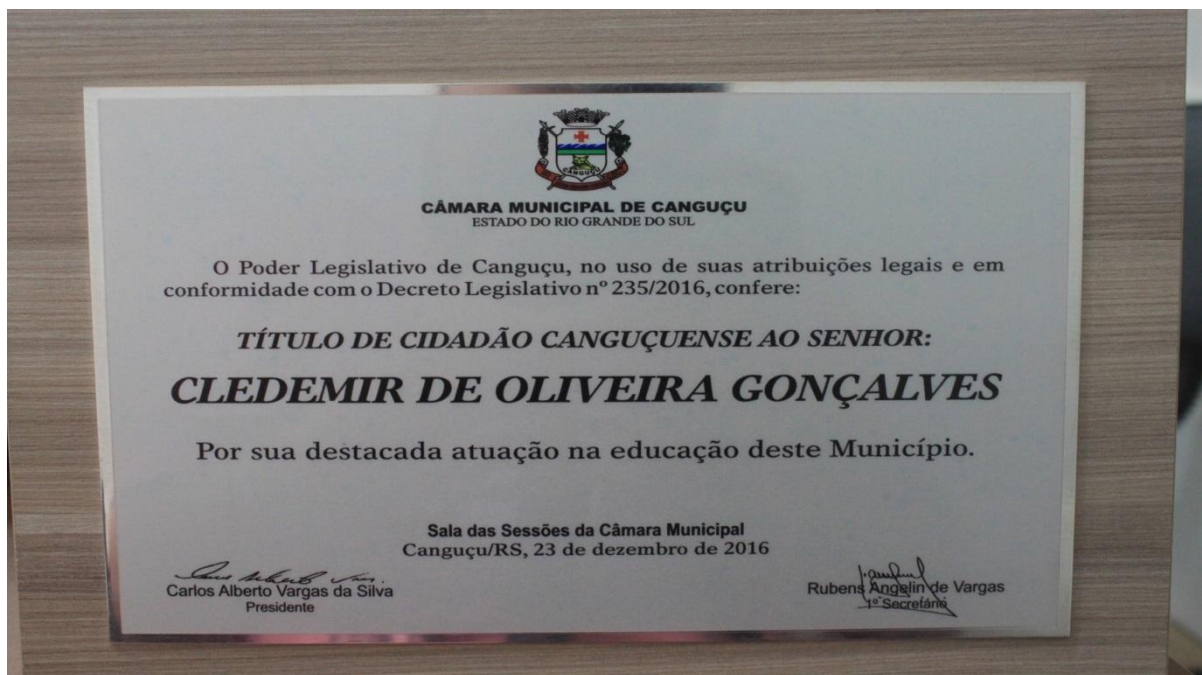 CANGUÇU
CÂMARA MUNICIPAL DE CANGUÇU
ESTADO DO RIO GRANDE DO SUL
O Poder Legislativo de Canguçu, no uso de suas atribuições legais e em
conformidade com o Decreto Legislativo nº 235/2016, confere:
TÍTULO DE CIDADÃO CANGUÇUENSE AO SENHOR:
CLEDEMIR DE OLIVEIRA GONÇALVES
Por sua destacada atuação na educação deste Município.
Sala das Sessões da Câmara Municipal
Canguçu/RS, 23 de dezembro de 2016
Carlos Alberto Vargas da Silva
Presidente
Rubens Angelin de Vargas
1º Secretário